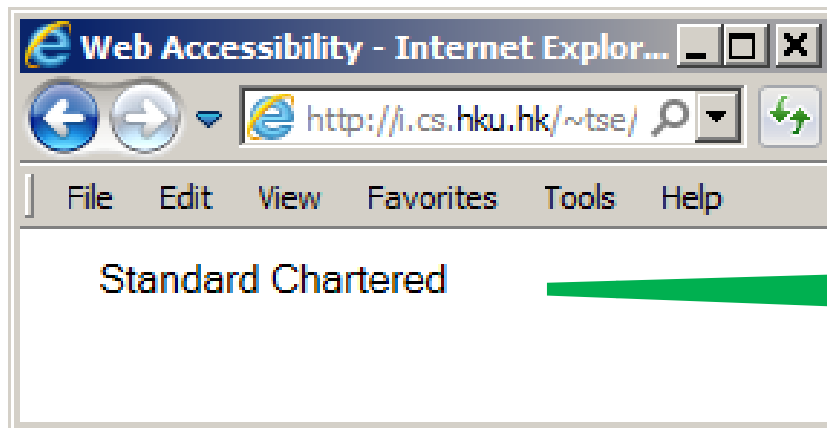 Web Accessibility - Internet Explor...
http://i.cs.hku.hk/~tse/
File Edit View Favorites Tools Help
Standard Chartered